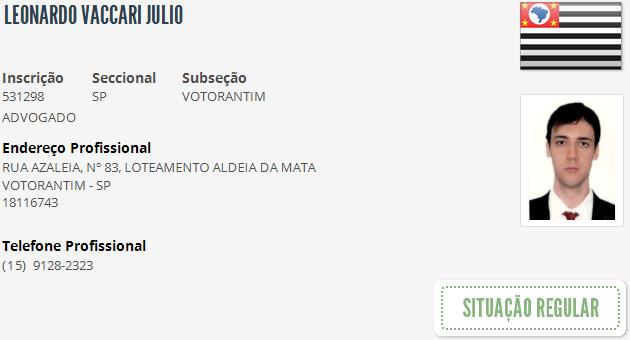 LEONARDO VACCARI JULIO
Inscrição Seccional Subseção
531298 SP VOTORANTIM
ADVOGADO
Endereço Profissional
RUA AZALEIA, Nº 83, LOTEAMENTO ALDEIA DA MATA
VOTORANTIM - SP
18116743
Telefone Profissional
(15) 9128-2323
SITUAÇÃO REGULAR